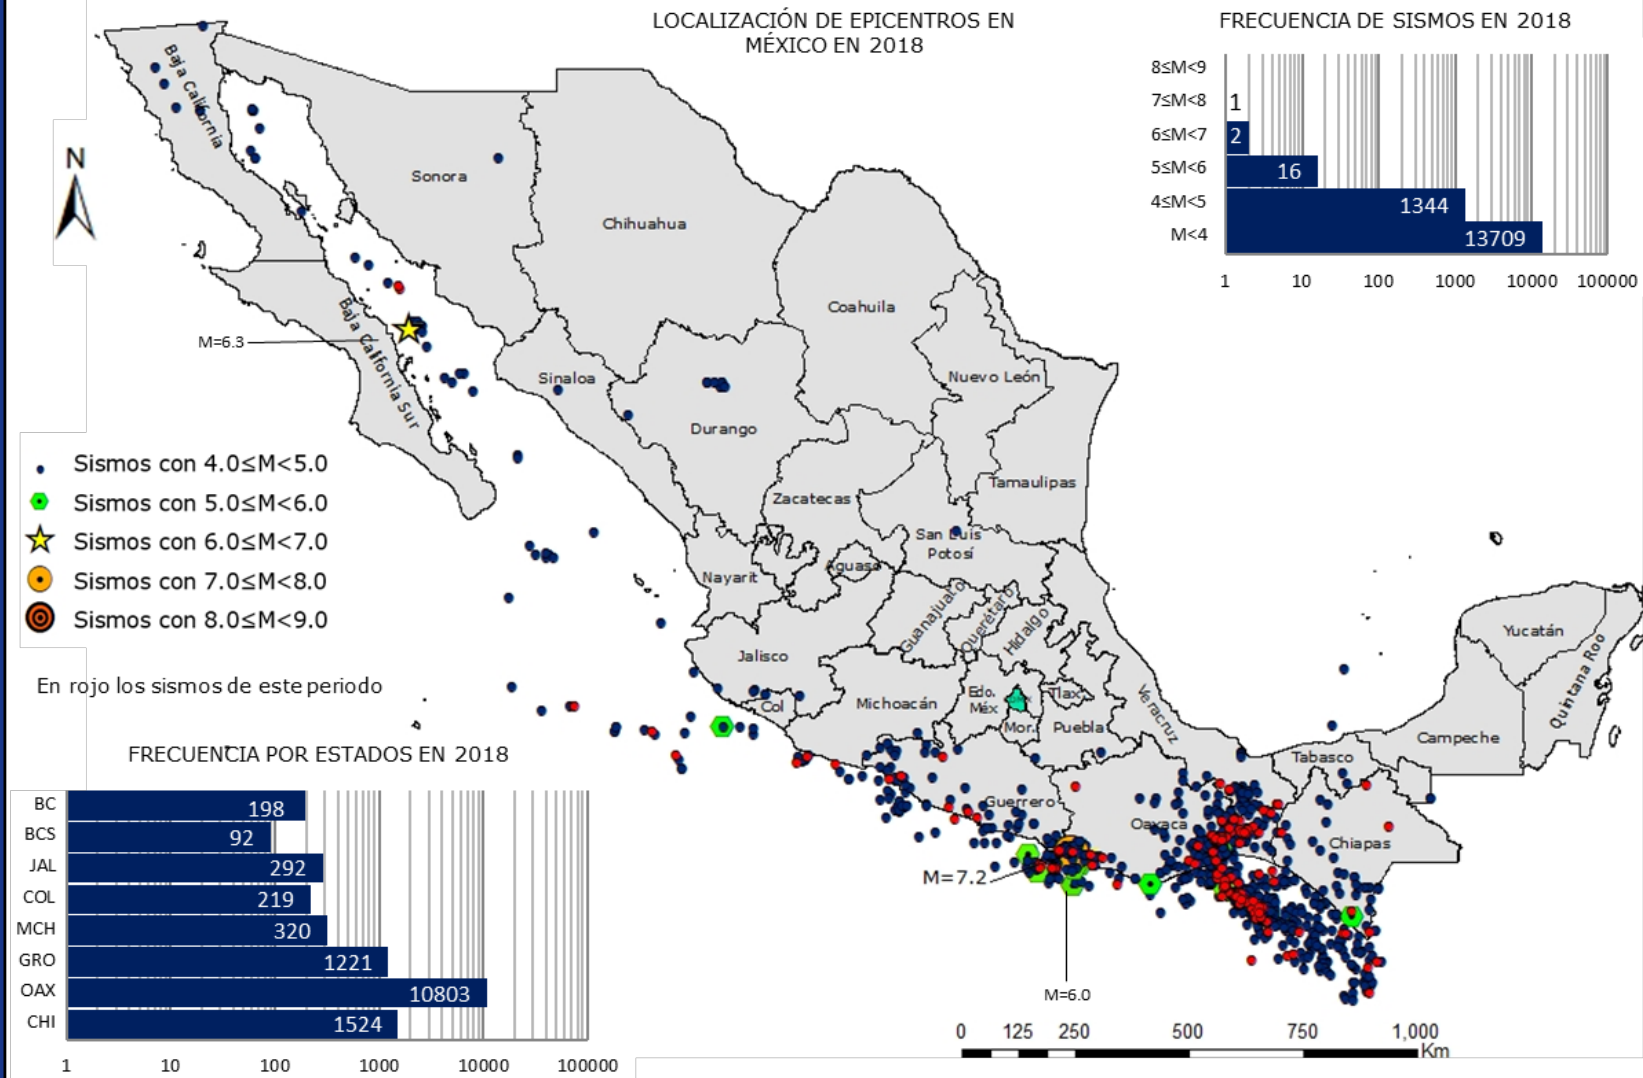 LOCALIZACIÓN DE EPICENTROS EN
MÉXICO EN 2018
FRECUENCIA DE SISMOS EN 2018
8≤M<9
7≤M<8
1
6≤M<7
2
5≤M<6
16
4≤M<5
1344
M<4
13709
1 10 100 1000 10000 100000
N
Baja California
Sonora
Chihuahua
Coahuila
M=6.3
Baja California Sur
Sinaloa
Nuevo León
Durango
Tamaulipas
Zacatecas
San Luis
Potosí
Nayarit
Aguasc
Guanajuato
Querétaro
Hidalgo
Yucatán
Quintana Roo
Jalisco
Col
Michoacán
Edo.
Méx
Tlax.
Mor.
Puebla
Veracruz
Campeche
Tabasco
Guerrero
Oaxaca
Chiapas
M=7.2
M=6.0
Sismos con 4.0≤M<5.0
Sismos con 5.0≤M<6.0
Sismos con 6.0≤M<7.0
Sismos con 7.0≤M<8.0
Sismos con 8.0≤M<9.0
En rojo los sismos de este periodo
FRECUENCIA POR ESTADOS EN 2018
BC
198
BCS
92
JAL
292
COL
219
MCH
320
GRO
1221
OAX
10803
CHI
1524
1 10 100 1000 10000 100000
0 125 250 500 750 1,000
Km